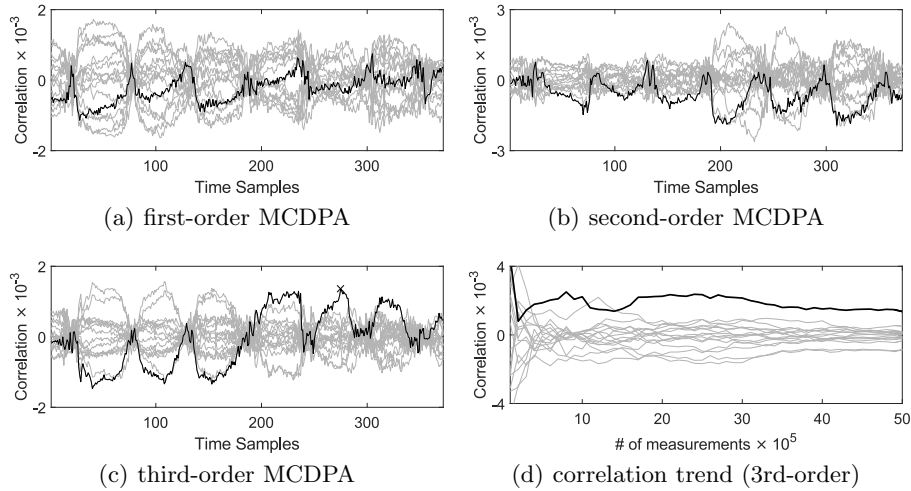 2
0
-2
Correlation × 10⁻³
100
200
300
Time Samples
(a) first-order MCDPA
3
0
-3
Correlation × 10⁻³
100
200
300
Time Samples
(b) second-order MCDPA
2
0
-2
Correlation × 10⁻³
100
200
300
Time Samples
(c) third-order MCDPA
4
0
-4
Correlation × 10⁻³
10
20
30
40
50
# of measurements × 10⁵
(d) correlation trend (3rd-order)